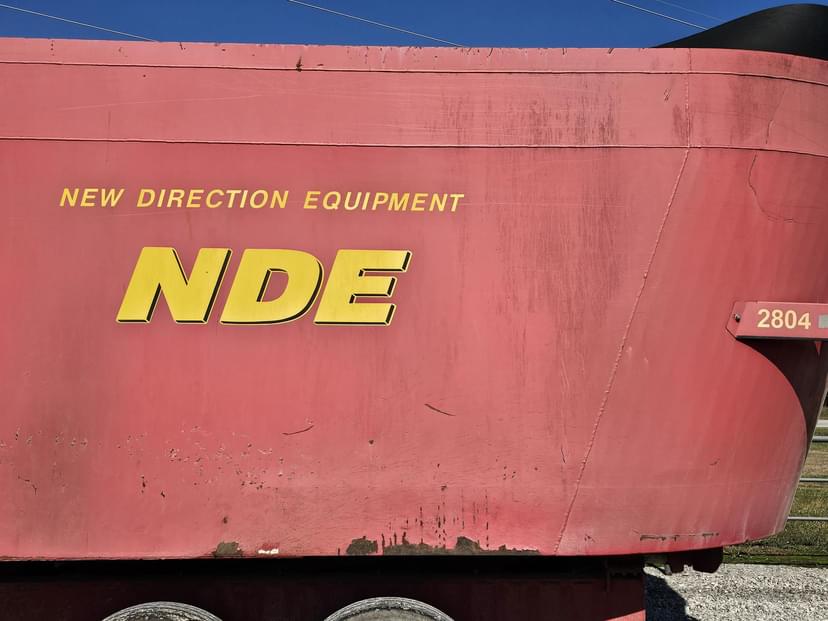 NEW DIRECTION EQUIPMENT
NDE
2804